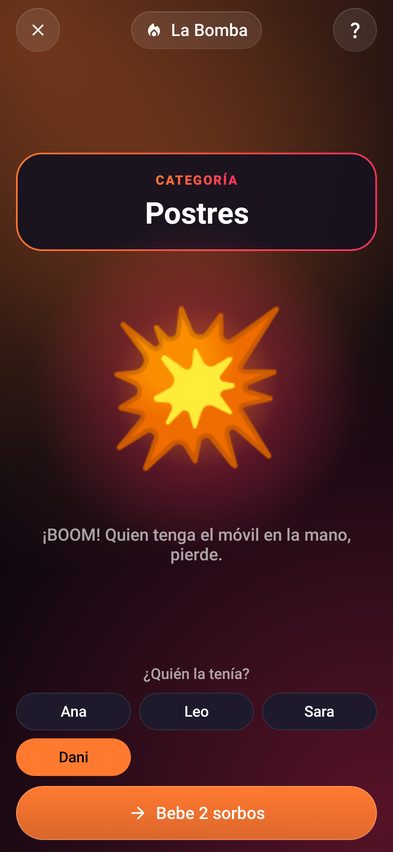 La Bomba
?
CATEGORÍA
Postres
¡BOOM! Quien tenga el móvil en la mano,
pierde.
¿Quién la tenía?
Ana
Leo
Sara
Dani
→ Bebe 2 sorbos